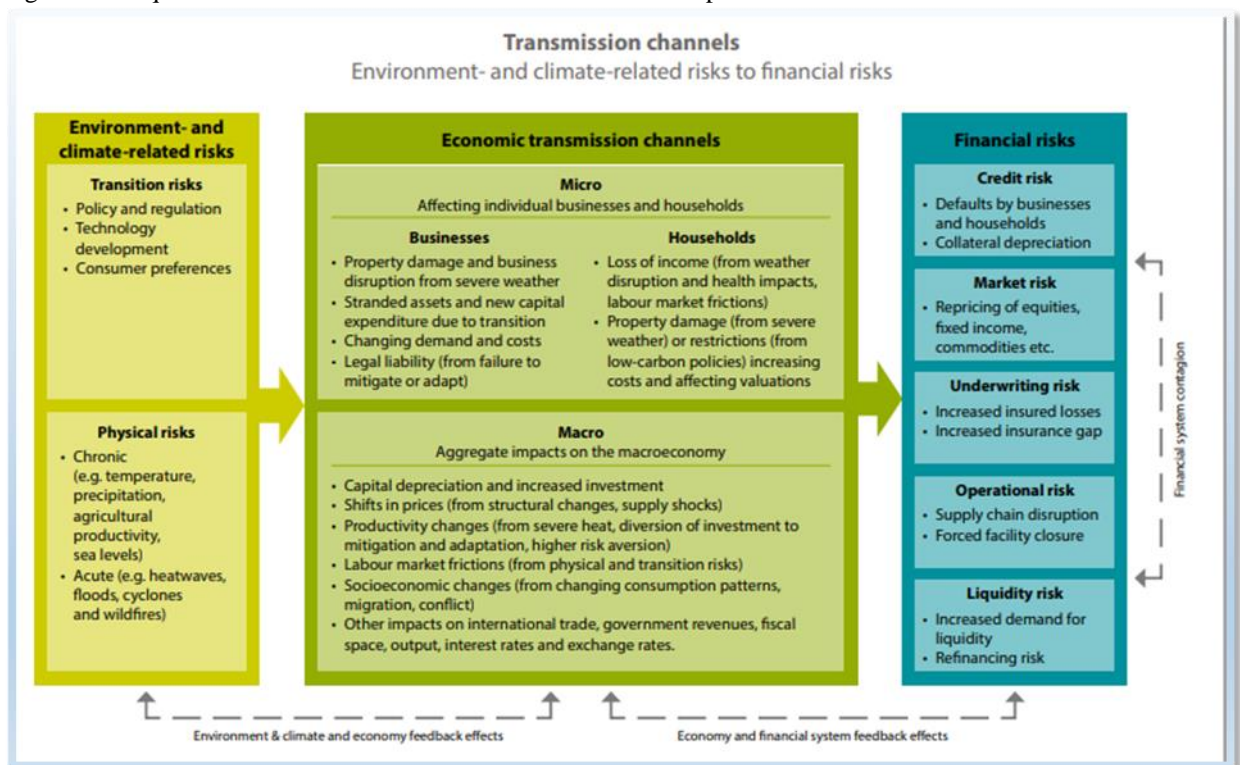 Transmission channels
Environment- and climate-related risks to financial risks
Environment- and
climate-related risks
Transition risks
• Policy and regulation
• Technology
development
• Consumer preferences
Physical risks
• Chronic
(e.g. temperature,
precipitation,
agricultural
productivity,
sea levels)
• Acute (e.g. heatwaves,
floods, cyclones
and wildfires)
Economic transmission channels
Micro
Affecting individual businesses and households
Businesses
• Property damage and business
disruption from severe weather
• Stranded assets and new capital
expenditure due to transition
• Changing demand and costs
• Legal liability (from failure to
mitigate or adapt)
Households
• Loss of income (from weather
disruption and health impacts,
labour market frictions)
• Property damage (from severe
weather) or restrictions (from
low-carbon policies) increasing
costs and affecting valuations
Macro
Aggregate impacts on the macroeconomy
• Capital depreciation and increased investment
• Shifts in prices (from structural changes, supply shocks)
• Productivity changes (from severe heat, diversion of investment to
mitigation and adaptation, higher risk aversion)
• Labour market frictions (from physical and transition risks)
• Socioeconomic changes (from changing consumption patterns,
migration, conflict)
• Other impacts on international trade, government revenues, fiscal
space, output, interest rates and exchange rates.
Financial risks
Credit risk
• Defaults by businesses
and households
• Collateral depreciation
Market risk
• Repricing of equities,
fixed income,
commodities etc.
Underwriting risk
• Increased insured losses
• Increased insurance gap
Operational risk
• Supply chain disruption
• Forced facility closure
Liquidity risk
• Increased demand for
liquidity
• Refinancing risk
Financial system contagion
Environment & climate and economy feedback effects
Economy and financial system feedback effects